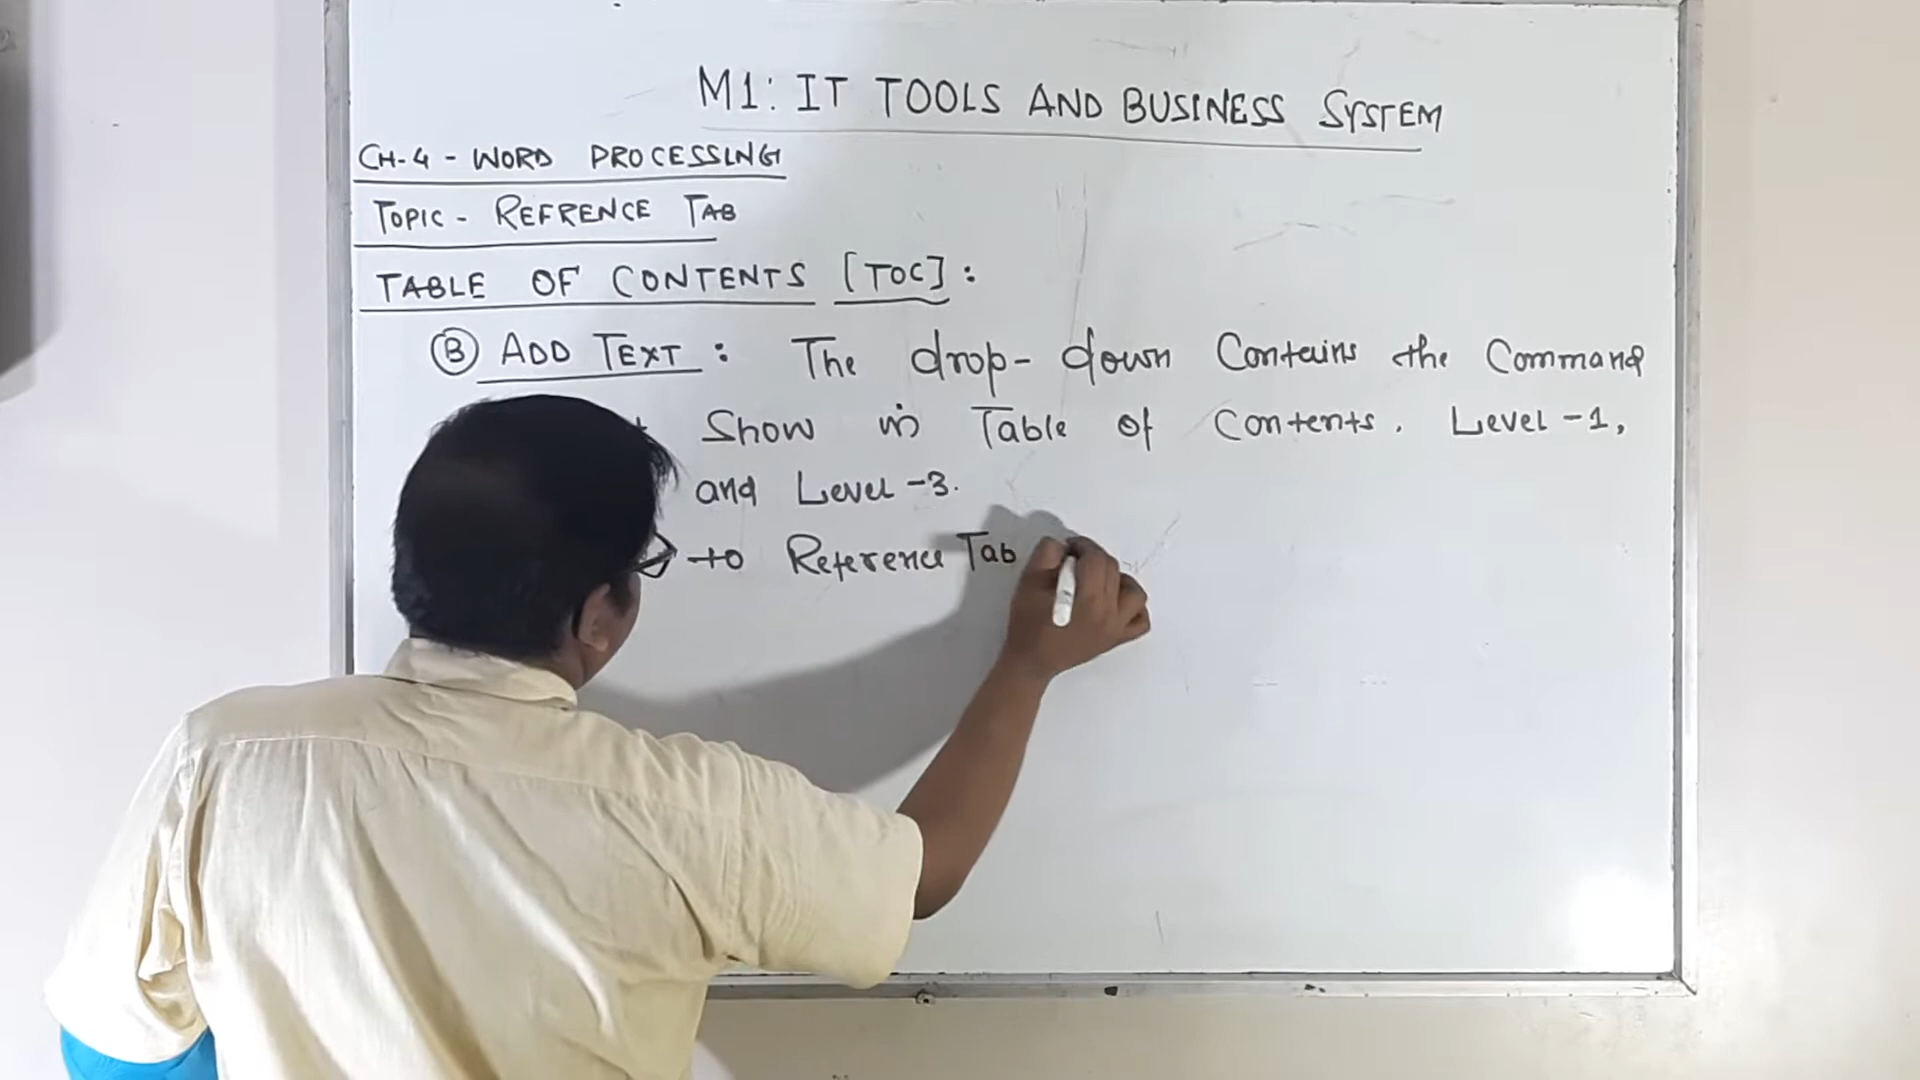 M1: IT TOOLS AND BUSINESS SYSTEM
CH-4 - WORD PROCESSING
TOPIC - REFRENCE TAB
TABLE OF CONTENTS [TOC] :
Ⓑ ADD TEXT : The drop-down Contains the Command
Show in Table of Contents. Level-1,
and Level-3.
to Reference Tab